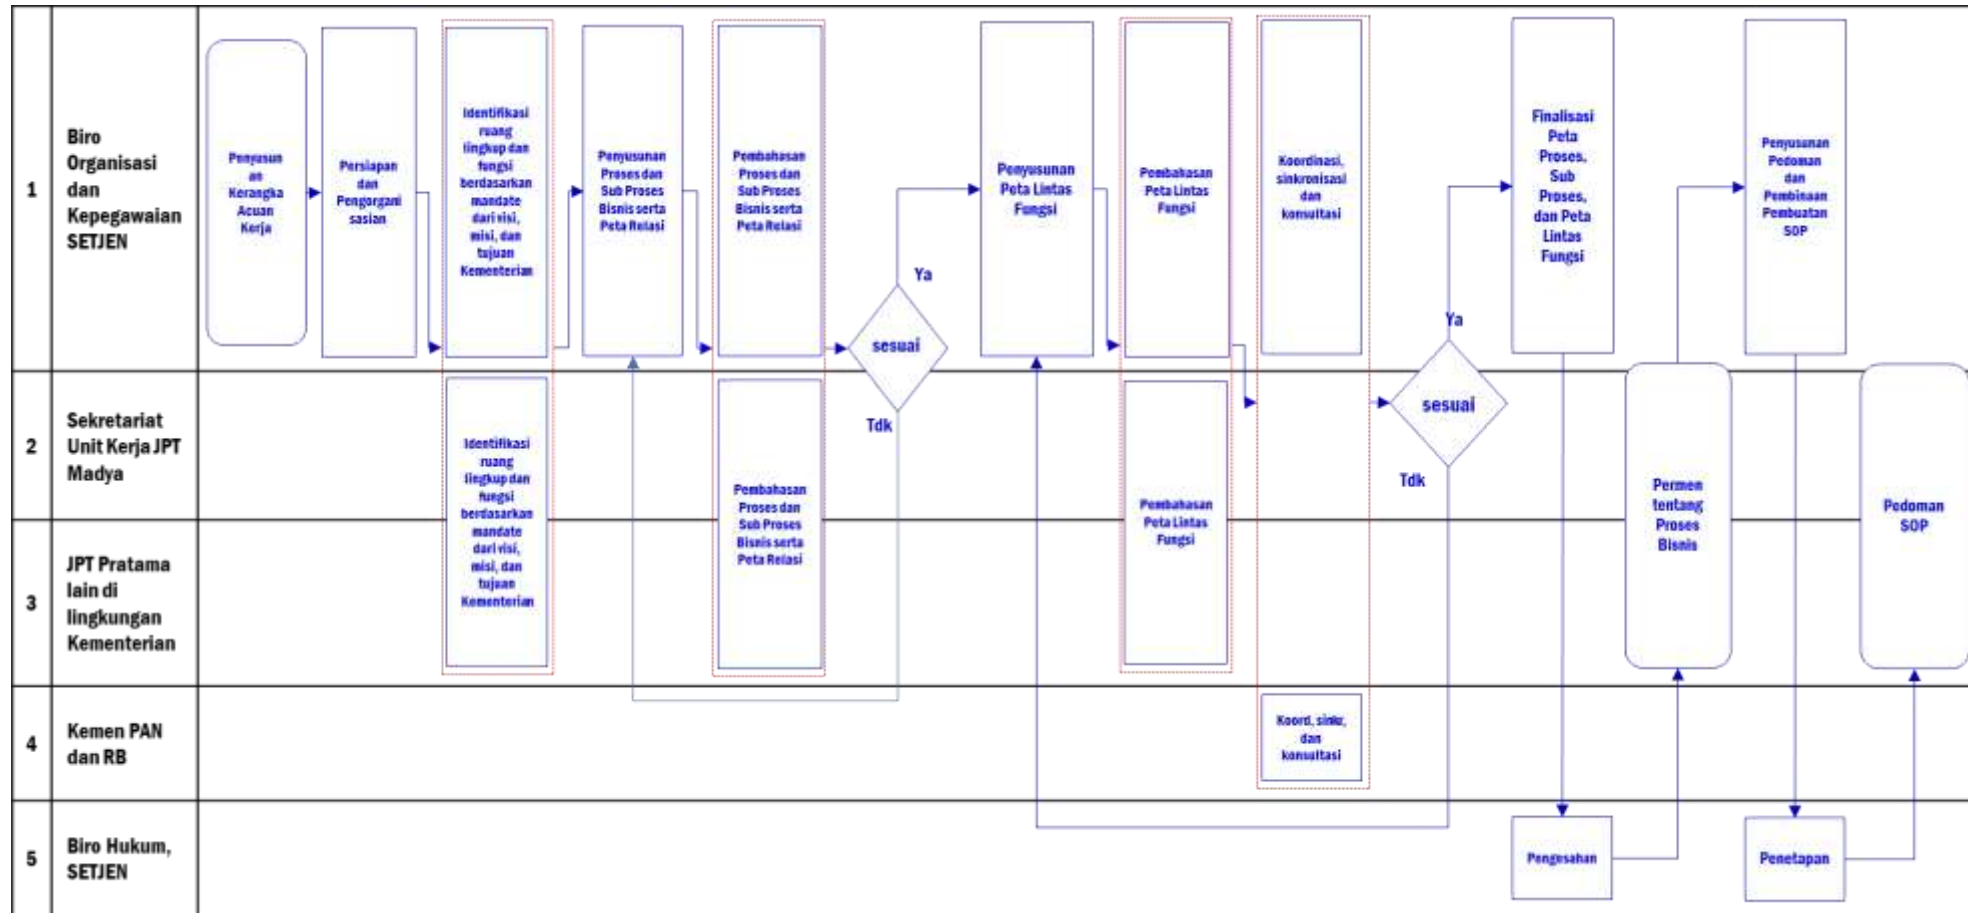 1
Biro
Organisasi
dan
Kepegawaian
SETJEN
Penyusun
an
Kerangka
Acuan
Kerja
Persiapan
dan
Pengorgani
sasian
Identifikasi
ruang
lingkup dan
fungsi
berdasarkan
mandate
dari visi,
misi, dan
tujuan
Kementerian
Penyusunan
Proses dan
Sub Proses
Bisnis serta
Peta Relasi
Pembahasan
Proses dan
Sub Proses
Bisnis serta
Peta Relasi
sesuai
Ya
Tdk
Penyusunan
Peta Lintas
Fungsi
Pembahasan
Peta Lintas
Fungsi
Koordinasi,
sinkronisasi
dan
konsultasi
sesuai
Ya
Tdk
Finalisasi
Peta
Proses,
Sub
Proses,
dan Peta
Lintas
Fungsi
Penyusunan
Pedoman
dan
Pembinaan
Pembuatan
SOP
2
Sekretariat
Unit Kerja JPT
Madya
Identifikasi
ruang
lingkup dan
fungsi
berdasarkan
mandate
dari visi,
misi, dan
tujuan
Kementerian
Pembahasan
Proses dan
Sub Proses
Bisnis serta
Peta Relasi
Pembahasan
Peta Lintas
Fungsi
Permen
tentang
Proses
Bisnis
Pedoman
SOP
3
JPT Pratama
lain di
lingkungan
Kementerian
4
Kemen PAN
dan RB
Koord, sinkr,
dan
konsultasi
5
Biro Hukum,
SETJEN
Pengesahan
Penetapan